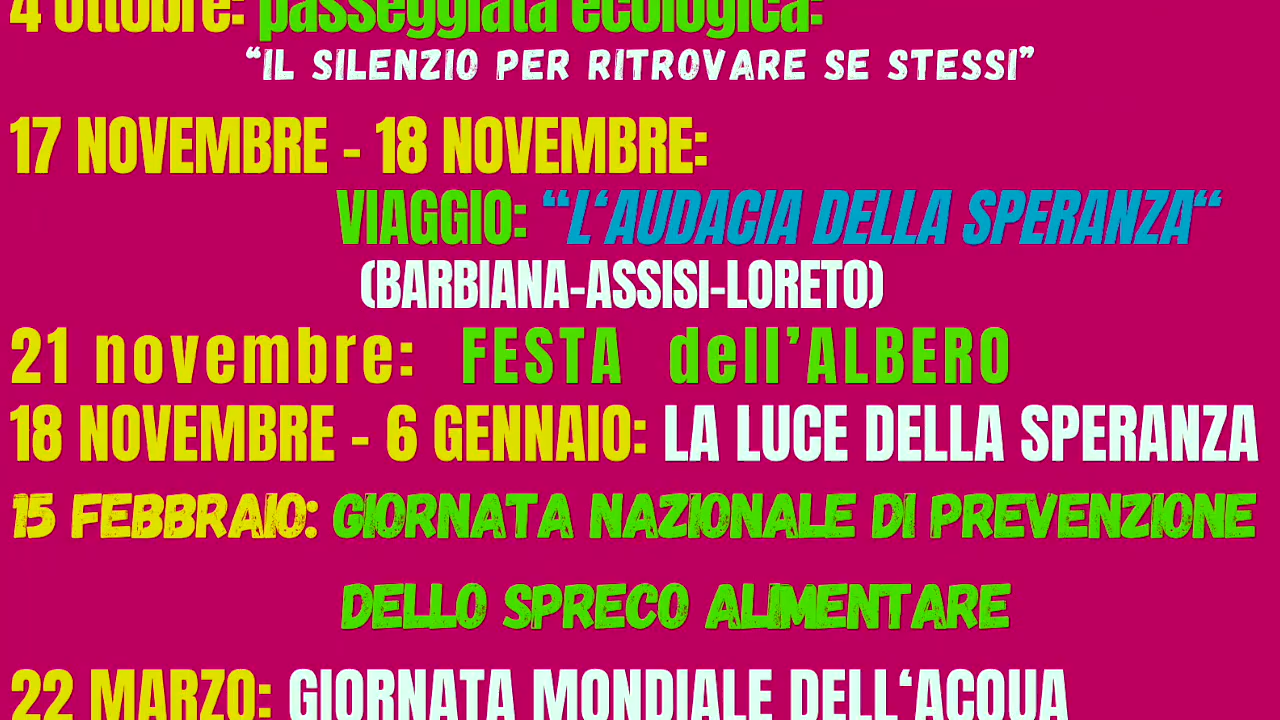 4 ottobre: passeggiata ecologica:
“IL SILENZIO PER RITROVARE SE STESSI”
17 NOVEMBRE - 18 NOVEMBRE:
VIAGGIO: “L‘AUDACIA DELLA SPERANZA“
(BARBIANA-ASSISI-LORETO)
21 novembre: FESTA dell’ALBERO
18 NOVEMBRE - 6 GENNAIO: LA LUCE DELLA SPERANZA
15 FEBBRAIO: GIORNATA NAZIONALE DI PREVENZIONE
DELLO SPRECO ALIMENTARE
22 MARZO: GIORNATA MONDIALE DELL‘ACQUA